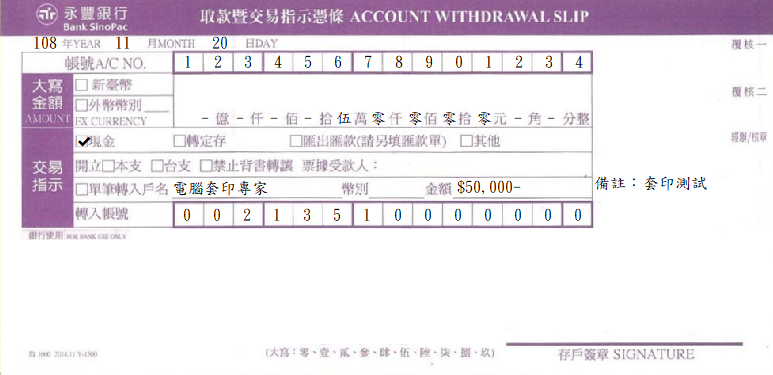 永豐銀行
Bank SinoPac
取款暨交易指示憑條 ACCOUNT WITHDRAWAL SLIP
108 年YEAR 11 月MONTH 20 日DAY
覆核一
帳號A/C NO. 1 2 3 4 5 6 7 8 9 0 1 2 3 4
大寫金額 AMOUNT
□新臺幣
□外幣幣別
FX CURRENCY
-億-仟-佰-拾伍萬零仟零佰零拾零元-角-分整
覆核二
交易指示
✓現金 □轉定存 □匯出匯款(請另填匯款單) □其他
經辦/核章
開立□本支 □台支 □禁止背書轉讓 票據受款人：
□單筆轉入戶名 電腦套印專家 幣別 金額 $50,000-
備註：套印測試
轉入帳號 0 0 2 1 3 5 1 0 0 0 0 0 0 0
銀行使用 FOR BANK USE ONLY
(大寫：零、壹、貳、參、肆、伍、陸、柒、捌、玖)
存戶簽章 SIGNATURE